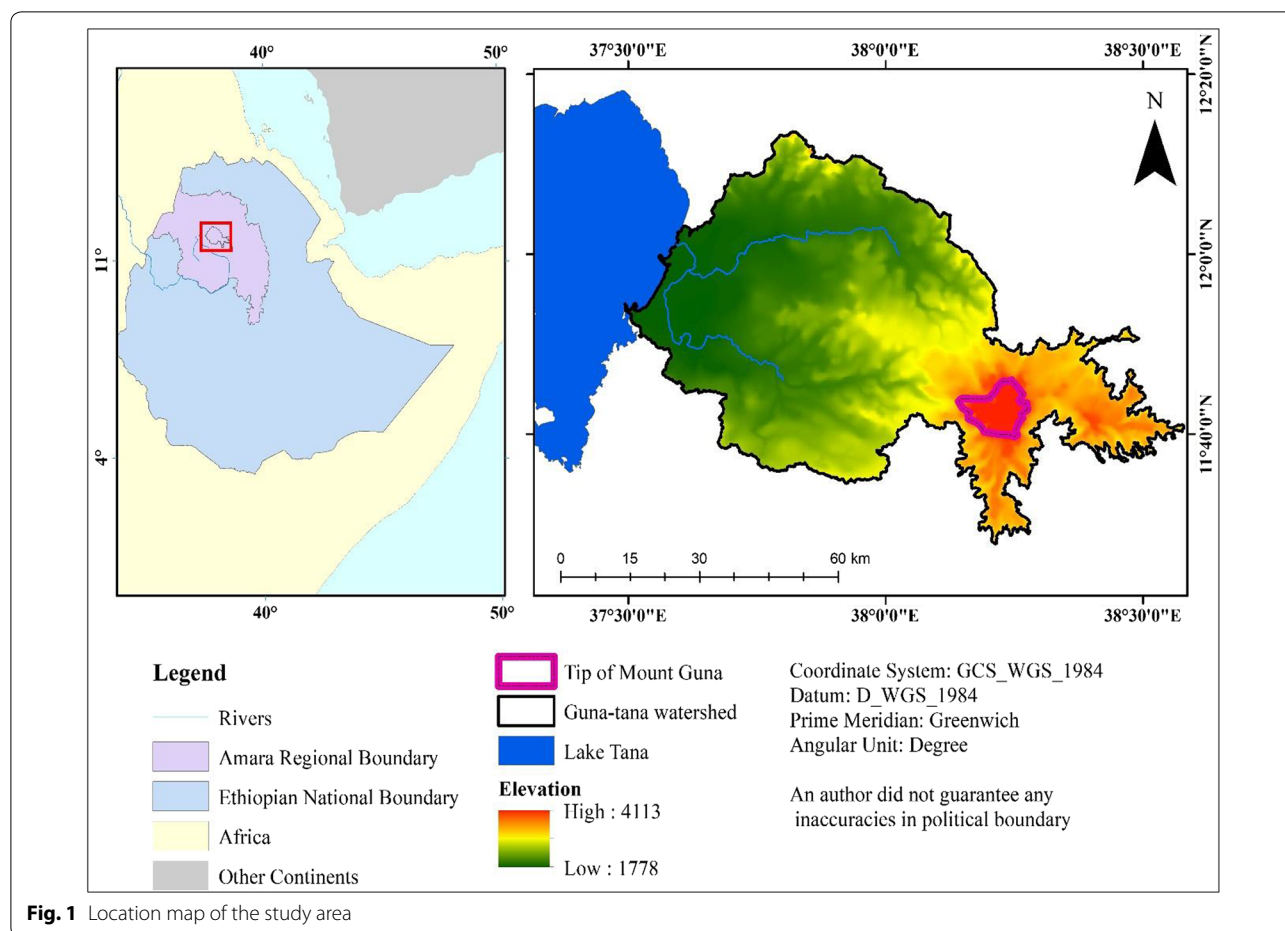 40°
50°
37°30'0"E
38°0'0"E
38°30'0"E
12°20'0"N
N
11°
12°0'0"N
4°
11°40'0"N
0
15
30
60 km
40°
50°
37°30'0"E
38°0'0"E
38°30'0"E
Legend
Rivers
Amara Regional Boundary
Ethiopian National Boundary
Africa
Other Continents
Tip of Mount Guna
Guna-tana watershed
Lake Tana
Elevation
High : 4113
Low : 1778
Coordinate System: GCS_WGS_1984
Datum: D_WGS_1984
Prime Meridian: Greenwich
Angular Unit: Degree
An author did not guarantee any
inaccuracies in political boundary
Fig. 1 Location map of the study area